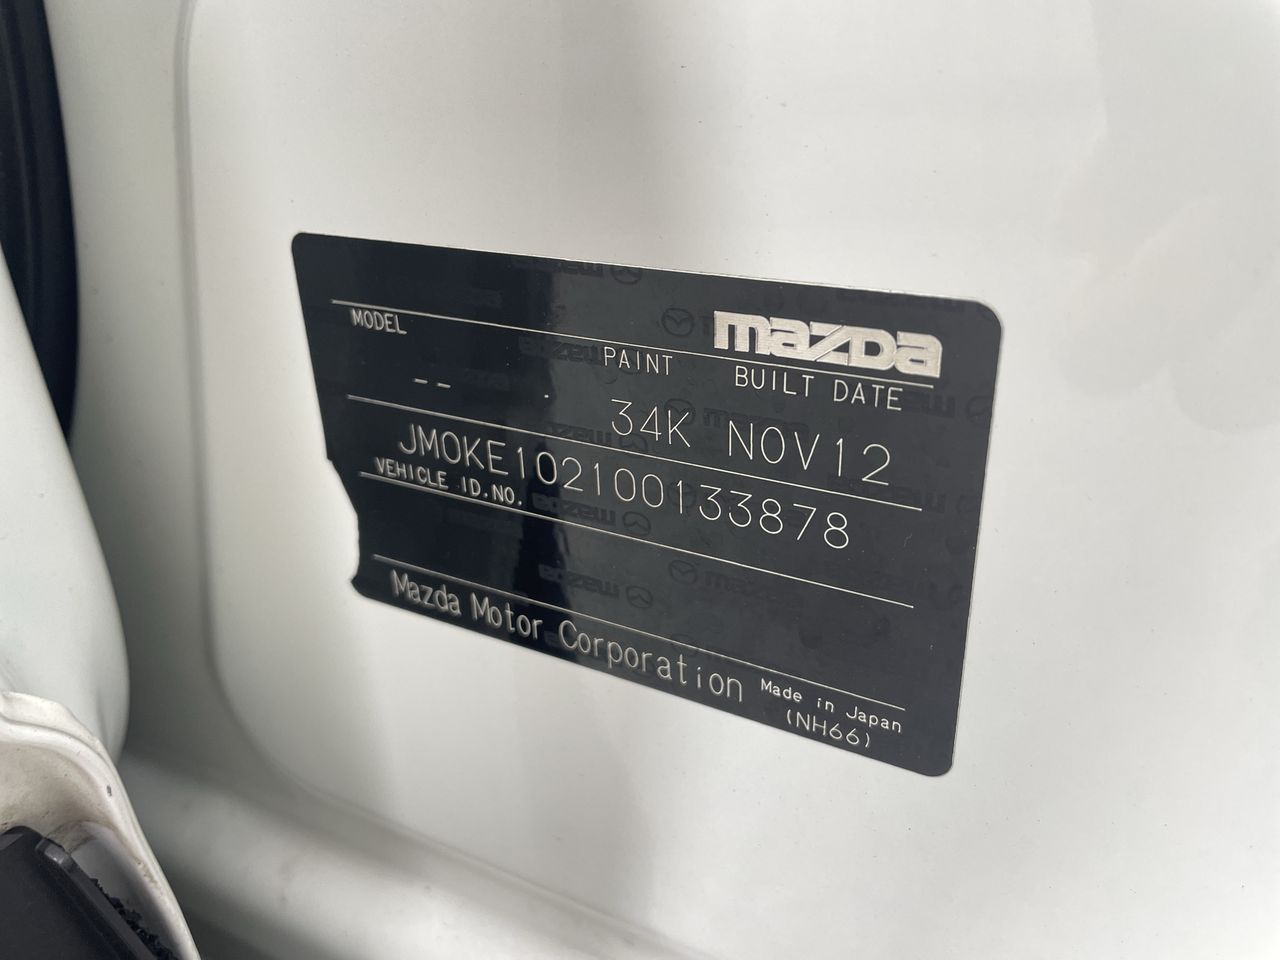 mazda
MODEL PAINT BUILT DATE
-- . 34K NOV12
JM0KE102100133878
VEHICLE ID.NO.
Mazda Motor Corporation Made in Japan
(NH66)